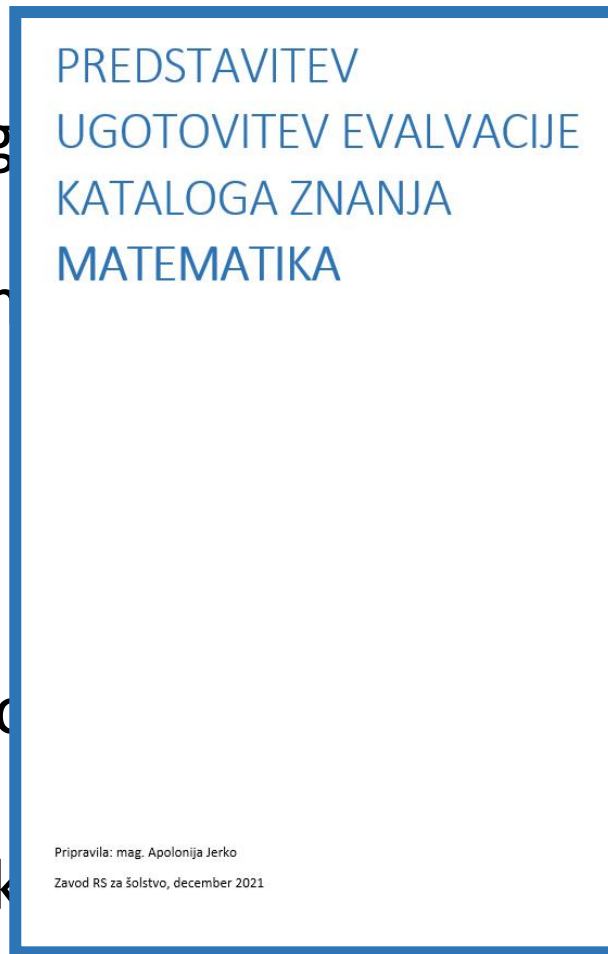 PREDSTAVITEV
UGOTOVITEV EVALVACIJE
KATALOGA ZNANJA
MATEMATIKA
Pripravila: mag. Apolonija Jerko
Zavod RS za šolstvo, december 2021